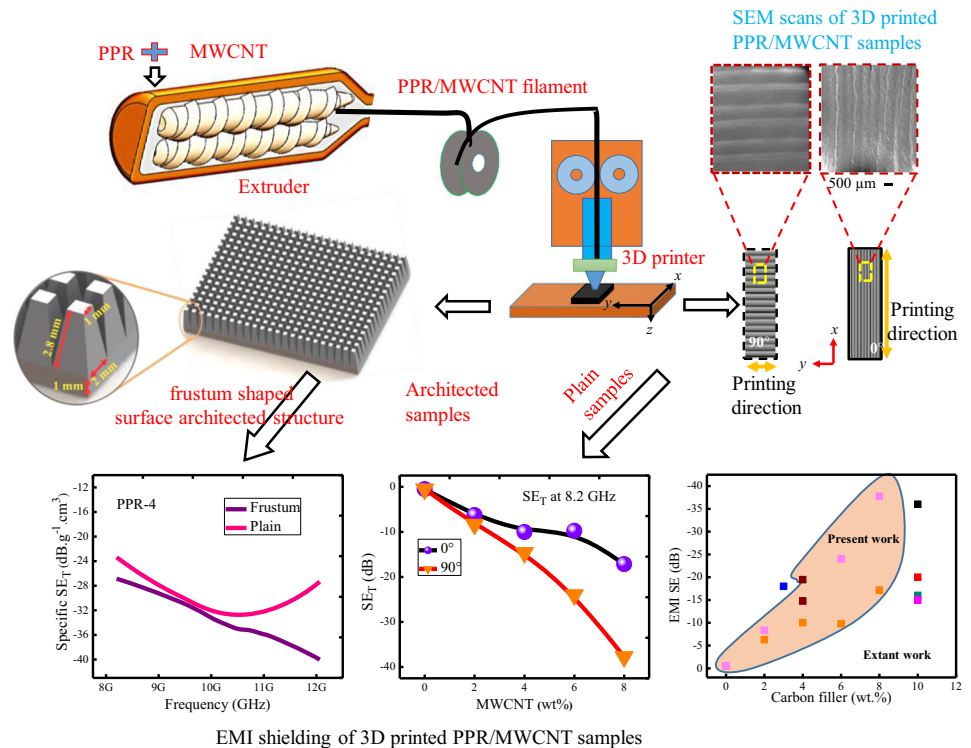 PPR
MWCNT
PPR/MWCNT filament
Extruder
SEM scans of 3D printed
PPR/MWCNT samples
500 µm
3D printer
x
y
z
90°
0°
Printing
direction
x
y
Printing
direction
1 mm
2.8 mm
1 mm
2 mm
frustum shaped
surface architected structure
Architected
samples
Plain
samples
PPR-4
Frustum
Plain
Specific SE_T (dB.g⁻¹.cm³)
-12
-16
-20
-24
-28
-32
-36
-40
8G 9G 10G 11G 12G
Frequency (GHz)
SE_T at 8.2 GHz
0°
90°
SE_T (dB)
0
-10
-20
-30
-40
0 2 4 6 8
MWCNT (wt%)
Present work
Extant work
EMI SE (dB)
-40
-35
-30
-25
-20
-15
-10
-5
0
0 2 4 6 8 10
Carbon filler (wt.%)
EMI shielding of 3D printed PPR/MWCNT samples